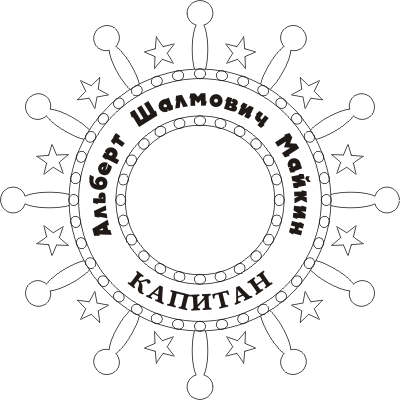 Альберт Шалмович Майкин
КАПИТАН